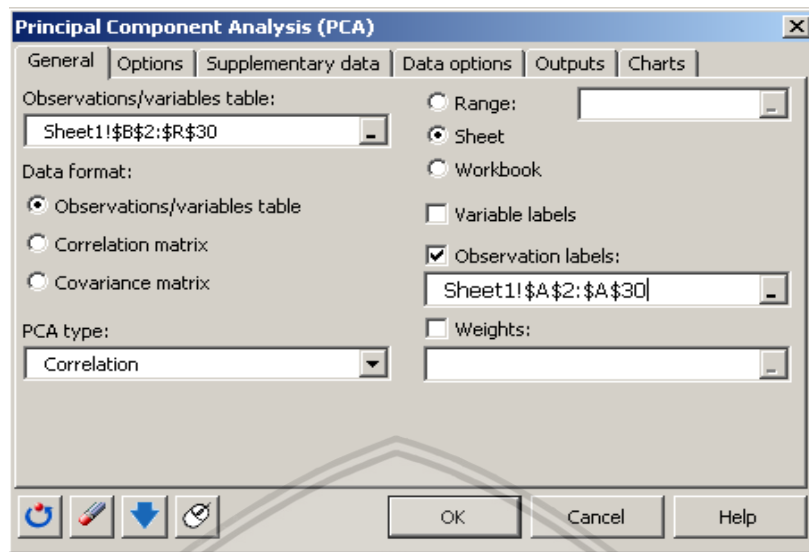 Principal Component Analysis (PCA)
General Options Supplementary data Data options Outputs Charts
Observations/variables table:
Sheet1!$B$2:$R$30
Data format:
Observations/variables table
Correlation matrix
Covariance matrix
PCA type:
Correlation
Range:
Sheet
Workbook
Variable labels
Observation labels:
Sheet1!$A$2:$A$30
Weights:
OK Cancel Help